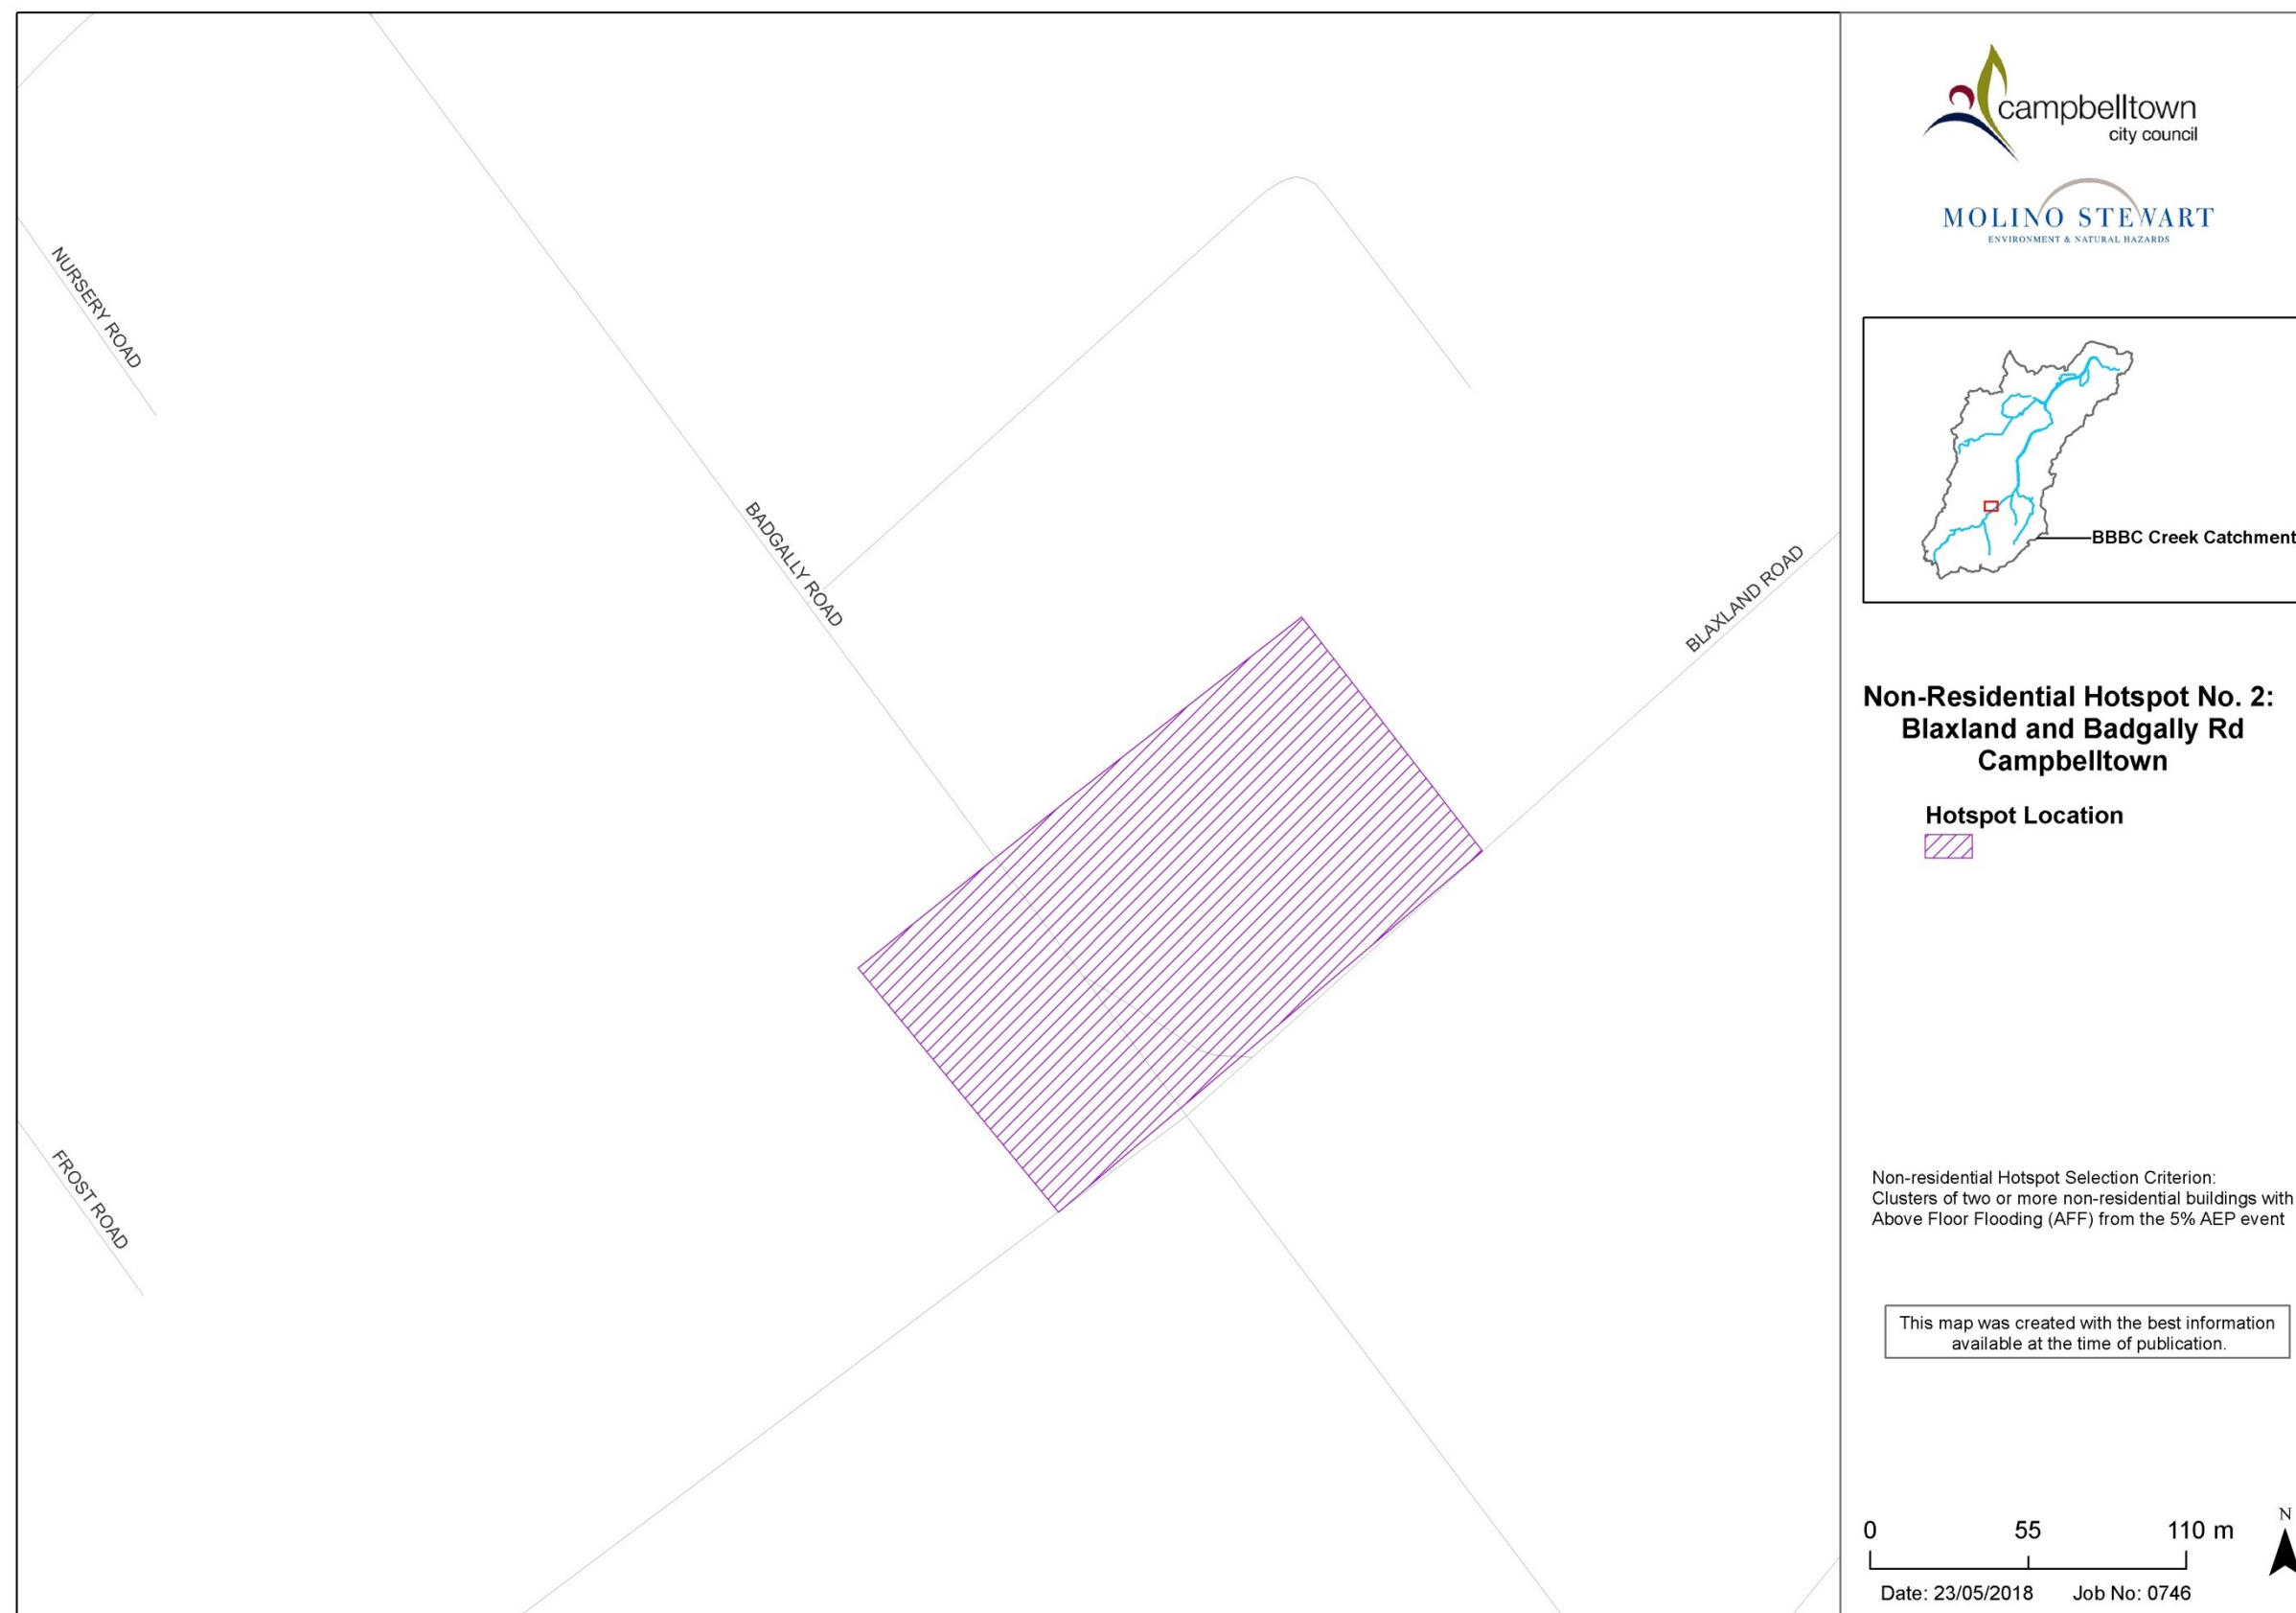 NURSERY ROAD
BADGALLY ROAD
BLAXLAND ROAD
FROST ROAD
campbelltown
city council
MOLINO STEWART
ENVIRONMENT & NATURAL HAZARDS
BBBC Creek Catchment
Non-Residential Hotspot No. 2:
Blaxland and Badgally Rd
Campbelltown
Hotspot Location
Non-residential Hotspot Selection Criterion:
Clusters of two or more non-residential buildings with
Above Floor Flooding (AFF) from the 5% AEP event
This map was created with the best information
available at the time of publication.
N
0 55 110 m
Date: 23/05/2018 Job No: 0746